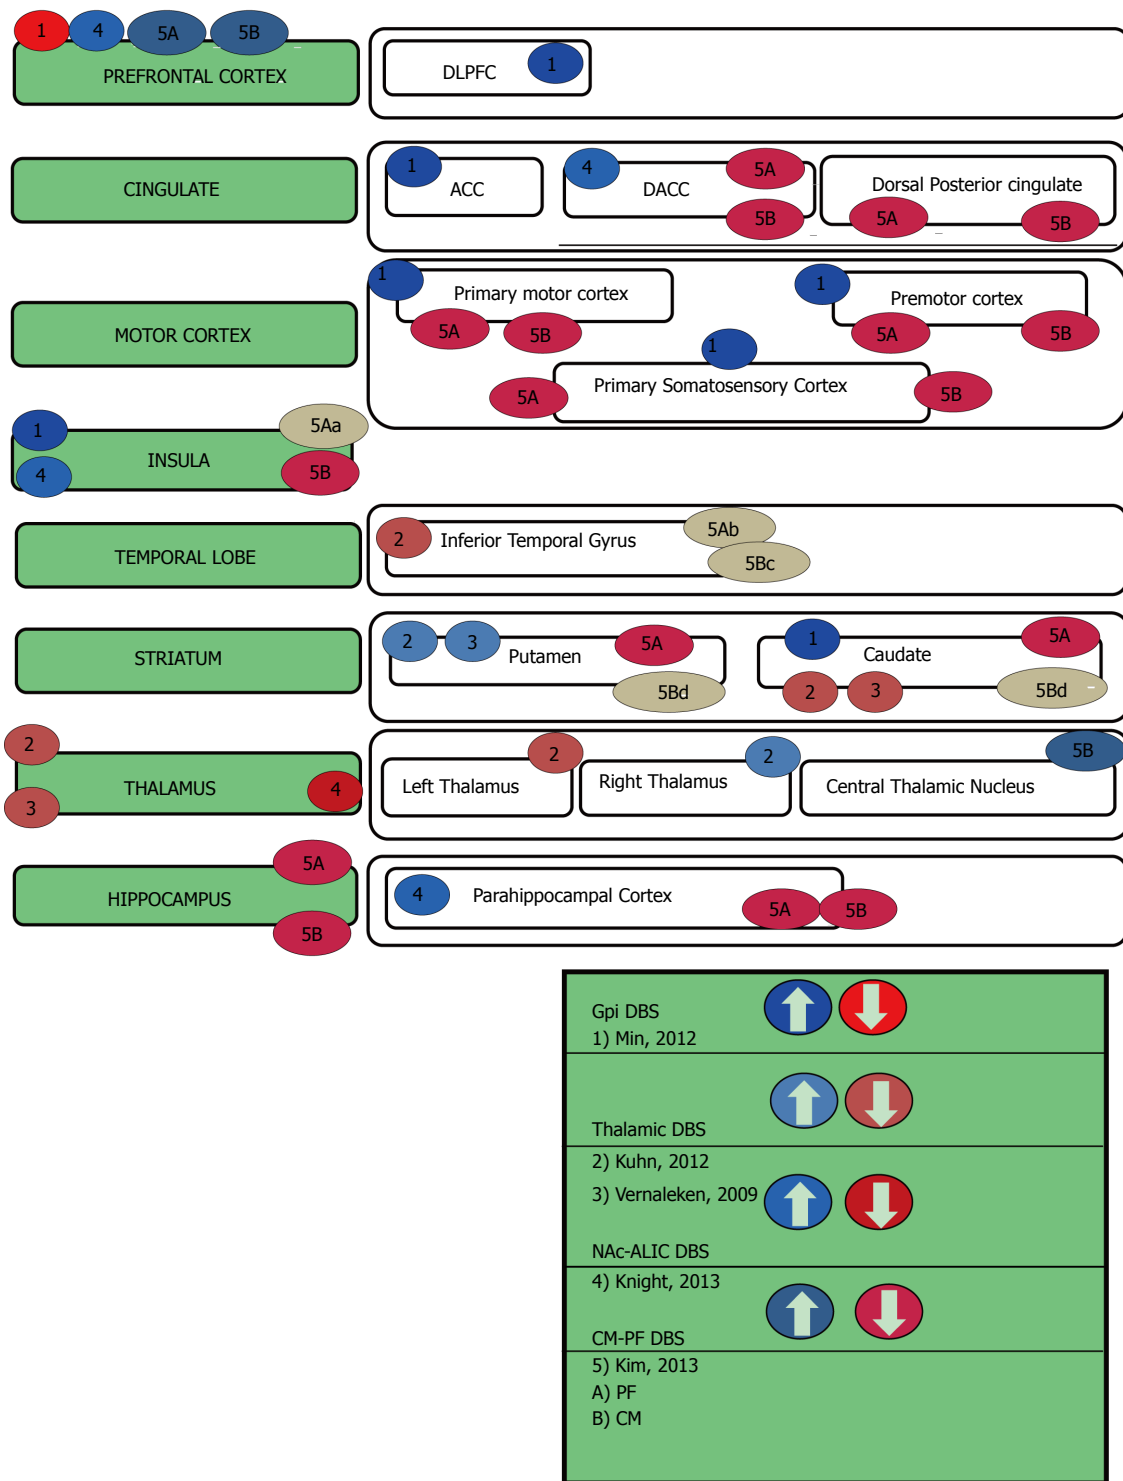 1 4 5A 5B
PREFRONTAL CORTEX
DLPFC 1
CINGULATE
1
ACC
4
DACC
5A
5B
Dorsal Posterior cingulate
5A
5B
MOTOR CORTEX
1
Primary motor cortex
5A
5B
1
Premotor cortex
5A
5B
1
Primary Somatosensory Cortex
5A
5B
1
5Aa
INSULA
4
5B
TEMPORAL LOBE
2
Inferior Temporal Gyrus
5Ab
5Bc
STRIATUM
2
3
Putamen
5A
5Bd
1
Caudate
5A
2
3
5Bd
2
THALAMUS
3
4
2
Left Thalamus
2
Right Thalamus
5B
Central Thalamic Nucleus
5A
HIPPOCAMPUS
5B
4
Parahippocampal Cortex
5A
5B
Gpi DBS
1) Min, 2012
Thalamic DBS
2) Kuhn, 2012
3) Vernaleken, 2009
NAc-ALIC DBS
4) Knight, 2013
CM-PF DBS
5) Kim, 2013
A) PF
B) CM